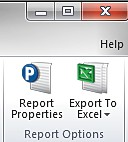 Help
Report Export To
Properties Excel
Report Options